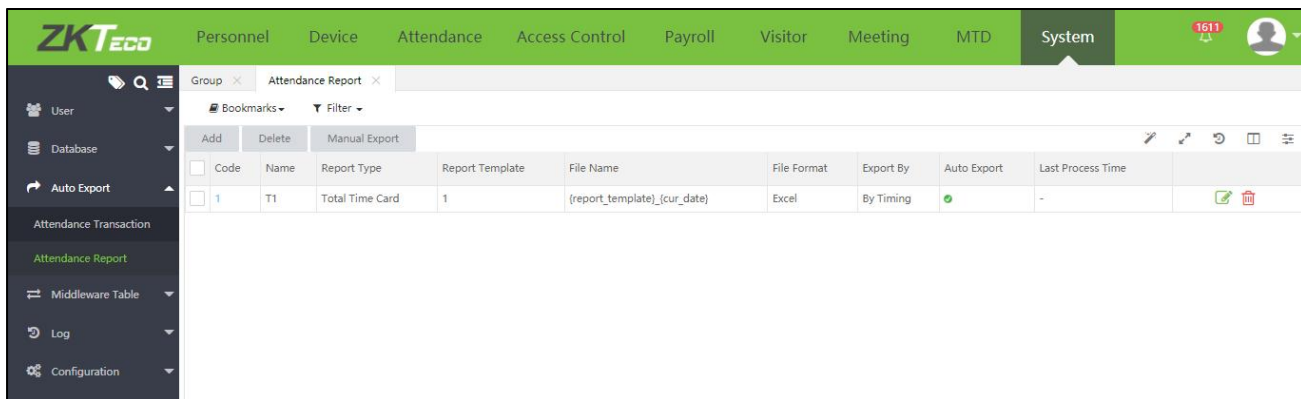 ZKTeco Personnel Device Attendance Access Control Payroll Visitor Meeting MTD System 1611
Group Attendance Report
User
Bookmarks Filter
Database
Add Delete Manual Export
Code Name Report Type Report Template File Name File Format Export By Auto Export Last Process Time
Auto Export
1 T1 Total Time Card 1 {report_template}_{cur_date} Excel By Timing -
Attendance Transaction
Attendance Report
Middleware Table
Log
Configuration